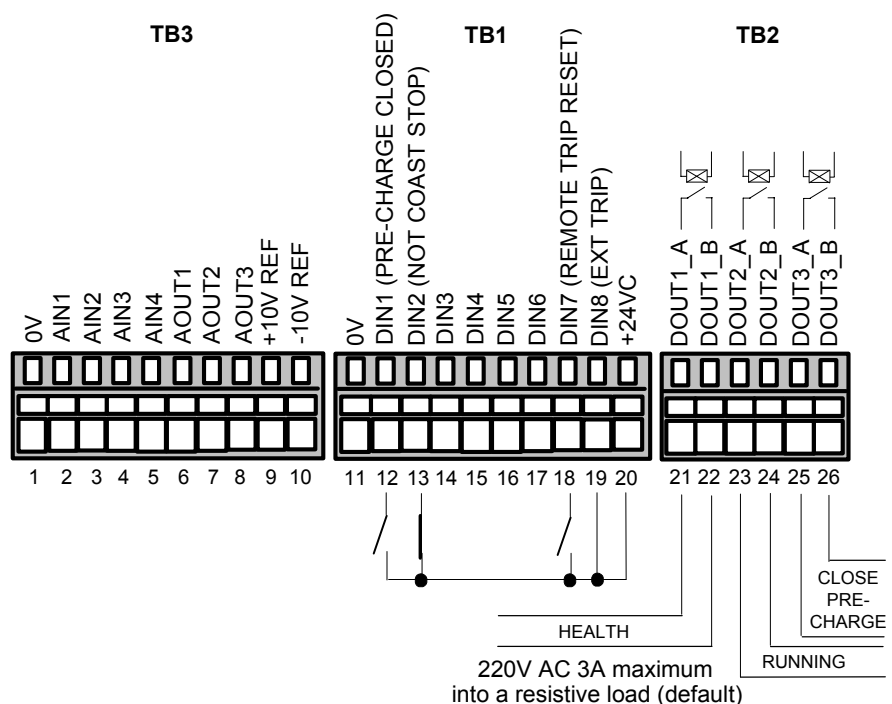 TB3
TB1
TB2
0V
AIN1
AIN2
AIN3
AIN4
AOUT1
AOUT2
AOUT3
+10V REF
-10V REF
0V
DIN1 (PRE-CHARGE CLOSED)
DIN2 (NOT COAST STOP)
DIN3
DIN4
DIN5
DIN6
DIN7 (REMOTE TRIP RESET)
DIN8 (EXT TRIP)
+24VC
DOUT1_A
DOUT1_B
DOUT2_A
DOUT2_B
DOUT3_A
DOUT3_B
1 2 3 4 5 6 7 8 9 10
11 12 13 14 15 16 17 18 19 20
21 22 23 24 25 26
CLOSE
PRE-
CHARGE
HEALTH
RUNNING
220V AC 3A maximum
into a resistive load (default)